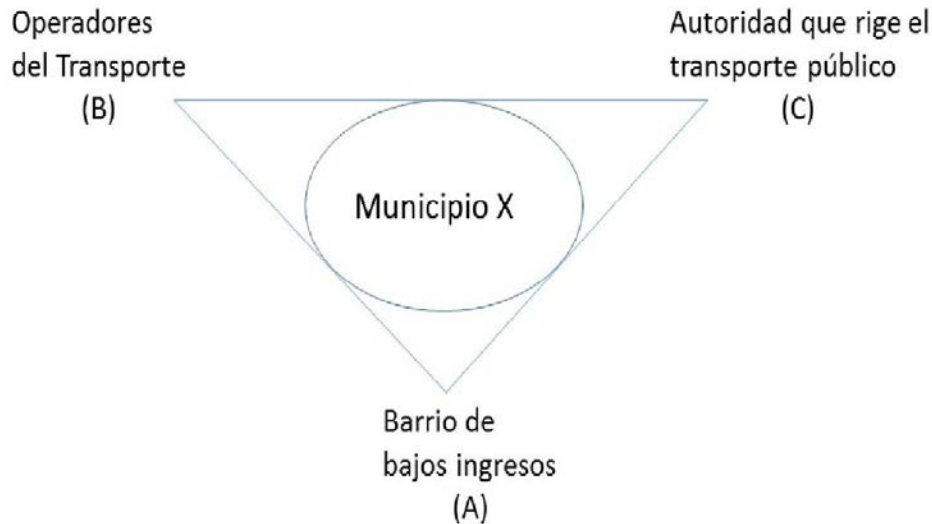 Operadores
del Transporte
(B)
Autoridad que rige el
transporte público
(C)
Municipio X
Barrio de
bajos ingresos
(A)